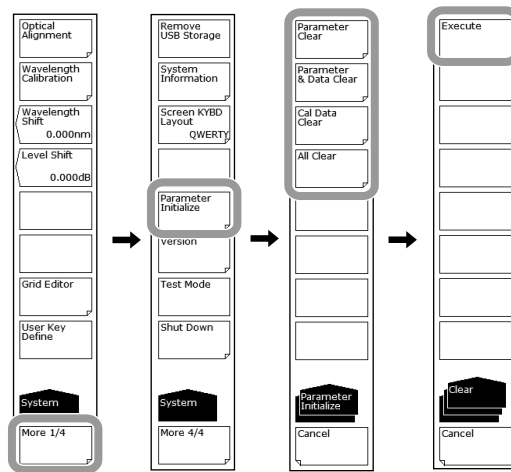 Optical
Alignment
Wavelength
Calibration
Wavelength
Shift
0.000nm
Level Shift
0.000dB
Grid Editor
User Key
Define
System
More 1/4
Remove
USB Storage
System
Information
Screen KYBD
Layout
QWERTY
Parameter
Initialize
Version
Test Mode
Shut Down
System
More 4/4
Parameter
Clear
Parameter
& Data Clear
Cal Data
Clear
All Clear
Parameter
Initialize
Cancel
Execute
Clear
Cancel